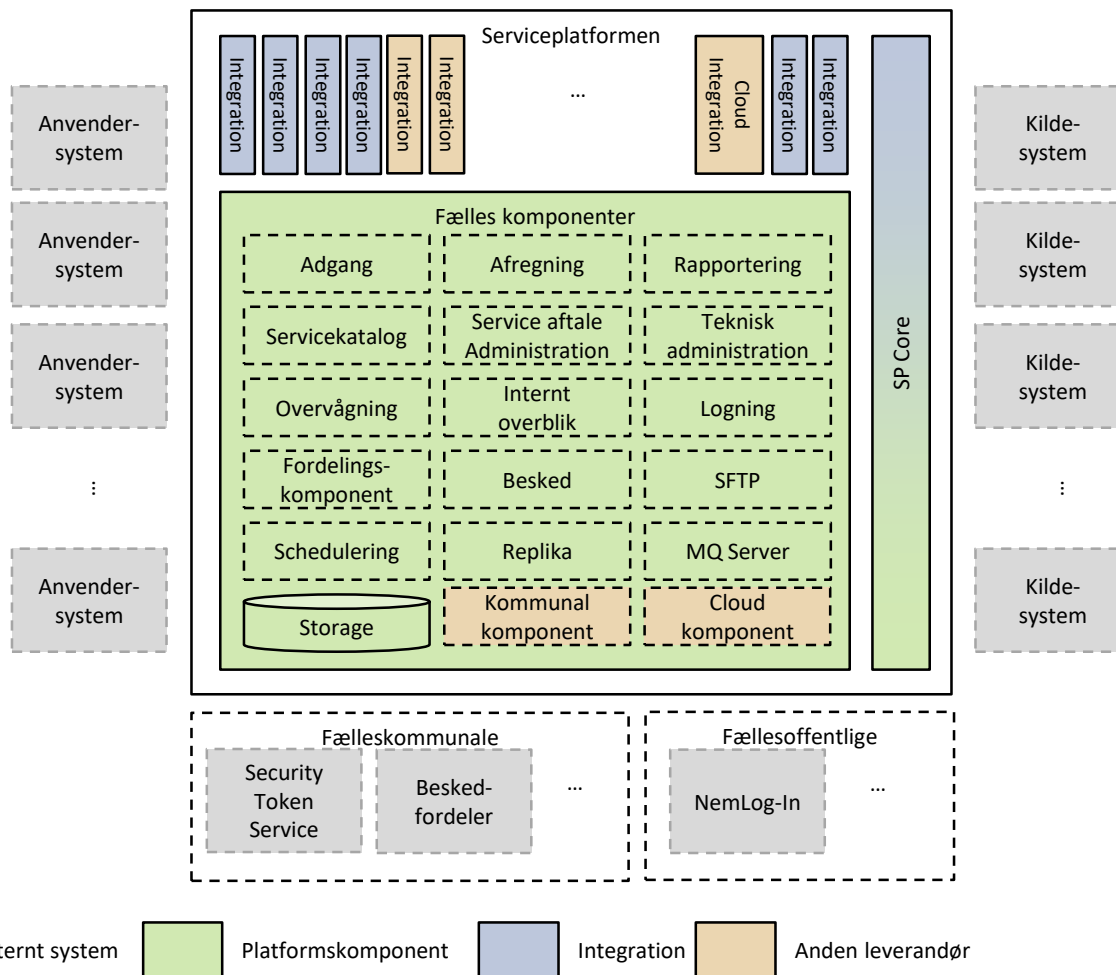 Serviceplatformen
Integration
Integration
Integration
Integration
Integration
Integration
...
Cloud
Integration
Integration
Integration
SP Core
Anvender-
system
Anvender-
system
Anvender-
system
...
Anvender-
system
Fælles komponenter
Adgang
Afregning
Rapportering
Servicekatalog
Service aftale
Administration
Teknisk
administration
Overvågning
Internt
overblik
Logning
Fordelings-
komponent
Besked
SFTP
Schedulering
Replika
MQ Server
Storage
Kommunal
komponent
Cloud
komponent
Kilde-
system
Kilde-
system
Kilde-
system
...
Kilde-
system
Fælleskommunale
Security
Token
Service
Besked-
fordeler
...
Fællesoffentlige
NemLog-In
...
ternt system
Platformskomponent
Integration
Anden leverandør